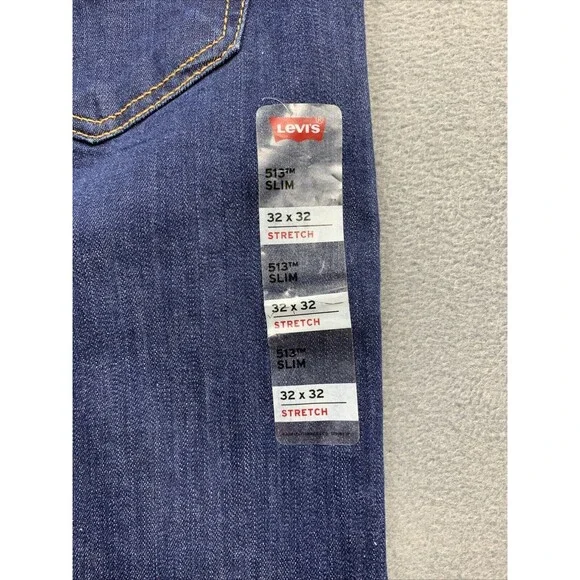 Levi's
513™
SLIM
32 x 32
STRETCH
513™
SLIM
32 x 32
STRETCH
513™
SLIM
32 x 32
STRETCH